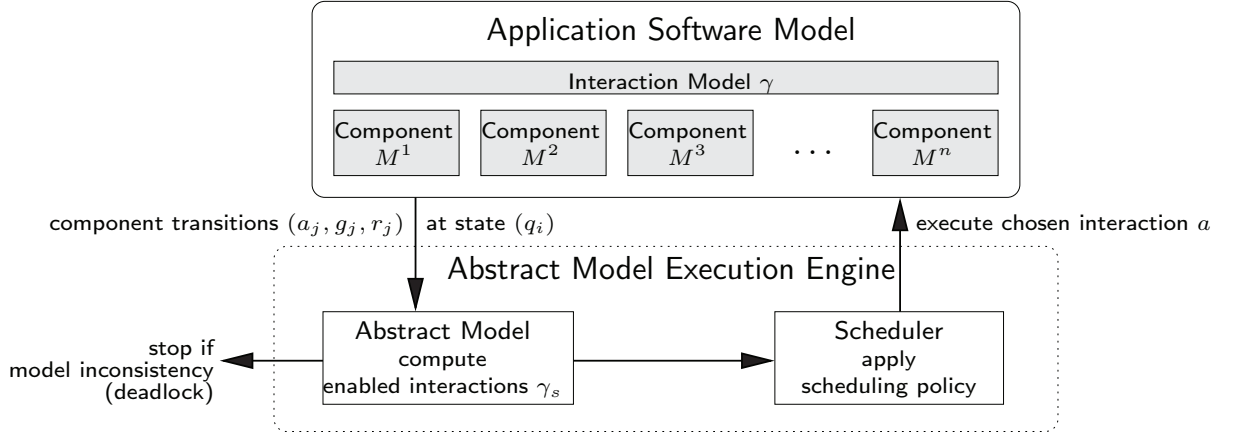 Application Software Model
Interaction Model γ
Component Component Component Component
M¹ M² M³ . . . Mⁿ
component transitions (aⱼ, gⱼ, rⱼ) at state (qᵢ)
execute chosen interaction a
Abstract Model Execution Engine
Abstract Model
compute
enabled interactions γₛ
Scheduler
apply
scheduling policy
stop if
model inconsistency
(deadlock)